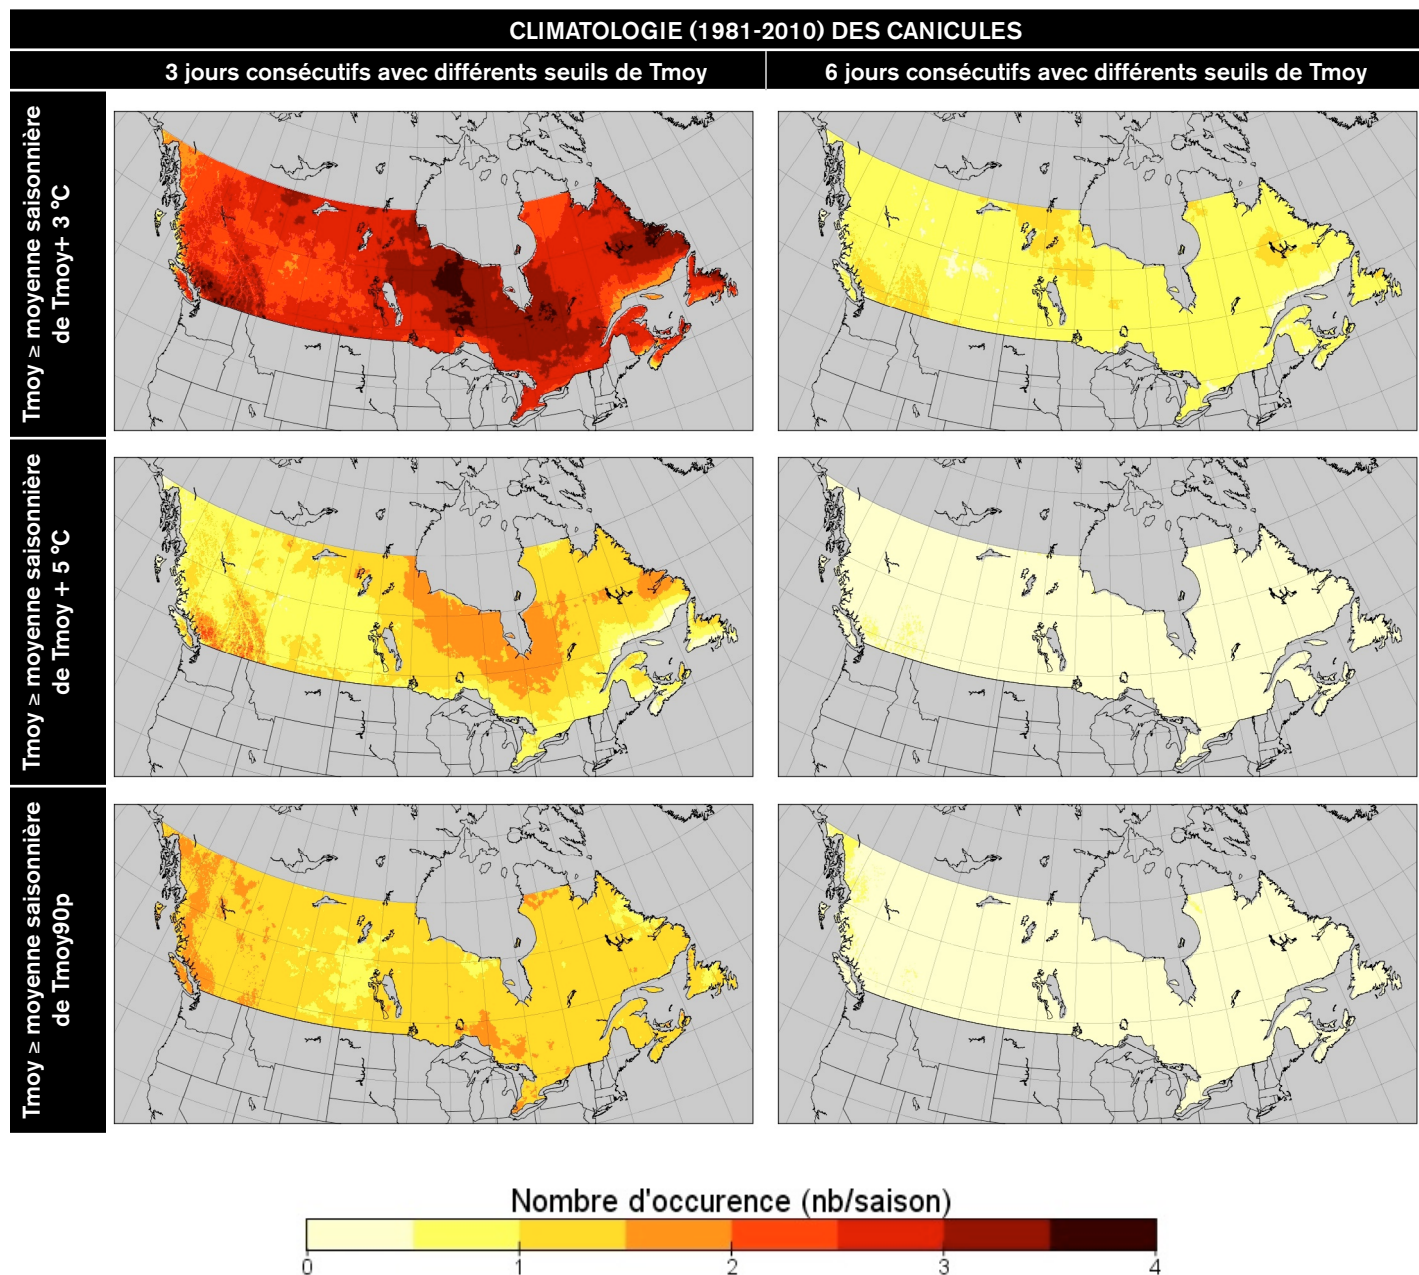 CLIMATOLOGIE (1981-2010) DES CANICULES
3 jours consécutifs avec différents seuils de Tmoy
6 jours consécutifs avec différents seuils de Tmoy
Tmoy ≥ moyenne saisonnière
de Tmoy+ 3 °C
Tmoy ≥ moyenne saisonnière
de Tmoy + 5 °C
Tmoy ≥ moyenne saisonnière
de Tmoy90p
Nombre d'occurence (nb/saison)
0 1 2 3 4